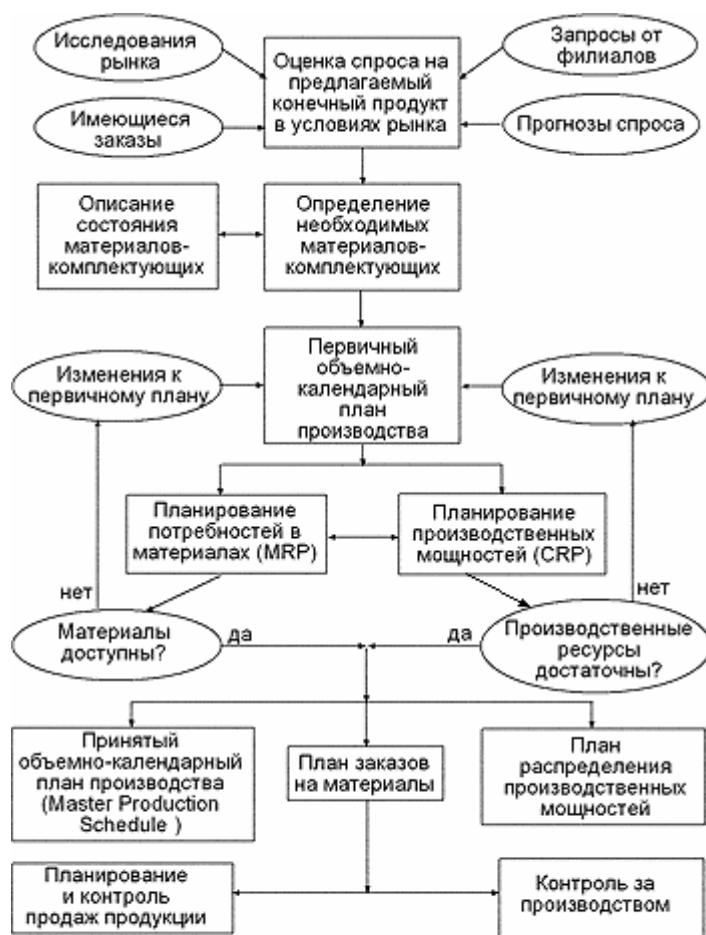 Исследования
рынка
Оценка спроса на
предлагаемый
конечный продукт
в условиях рынка
Запросы от
филиалов
Имеющиеся
заказы
Прогнозы спроса
Описание
состояния
материалов-
комплектующих
Определение
необходимых
материалов-
комплектующих
Изменения к
первичному плану
Первичный
объемно-
календарный
план
производства
Изменения к
первичному плану
Планирование
потребностей в
материалах (MRP)
Планирование
производственных
мощностей (CRP)
нет
нет
Материалы
доступны?
да
да
Производственные
ресурсы
достаточны?
Принятый
объемно-календарный
план производства
(Master Production
Schedule )
План заказов
на материалы
План
распределения
производственных
мощностей
Планирование
и контроль
продаж продукции
Контроль за
производством